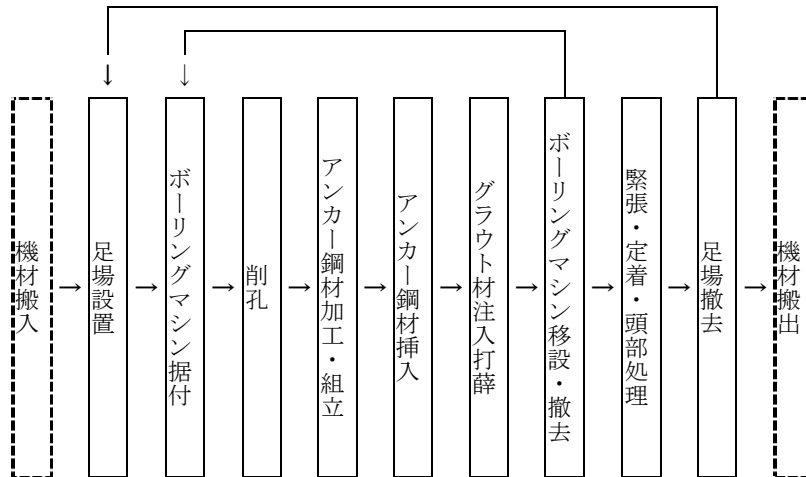 機材搬入
足場設置
ボーリングマシン据付
削孔
アンカー鋼材加工・組立
アンカー鋼材挿入
グラウト材注入打薛
ボーリングマシン移設・撤去
緊張・定着・頭部処理
足場撤去
機材搬出